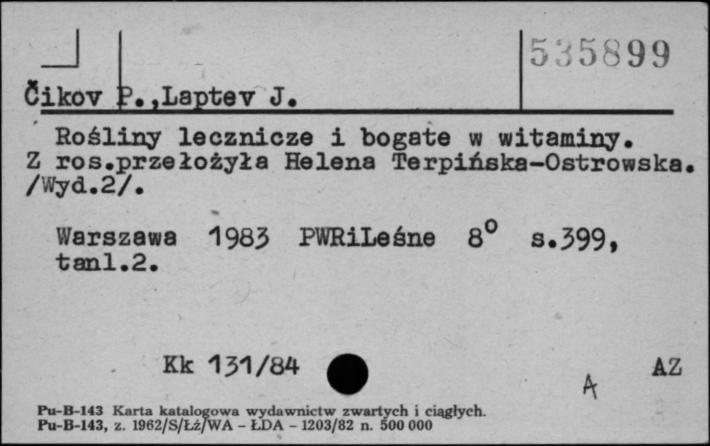 535899
Čikov P.,Laptev J.
Rośliny lecznicze i bogate w witaminy.
Z ros.przełożyła Helena Terpińska-Ostrowska.
/Wyd.2/.
Warszawa 1983 PWRiLeśne 8° s.399,
tanl.2.
Kk 131/84
A AZ
Pu-B-143 Karta katalogowa wydawnictw zwartych i ciągłych.
Pu-B-143, z. 1962/S/Łż/WA - ŁDA - 1203/82 n. 500 000